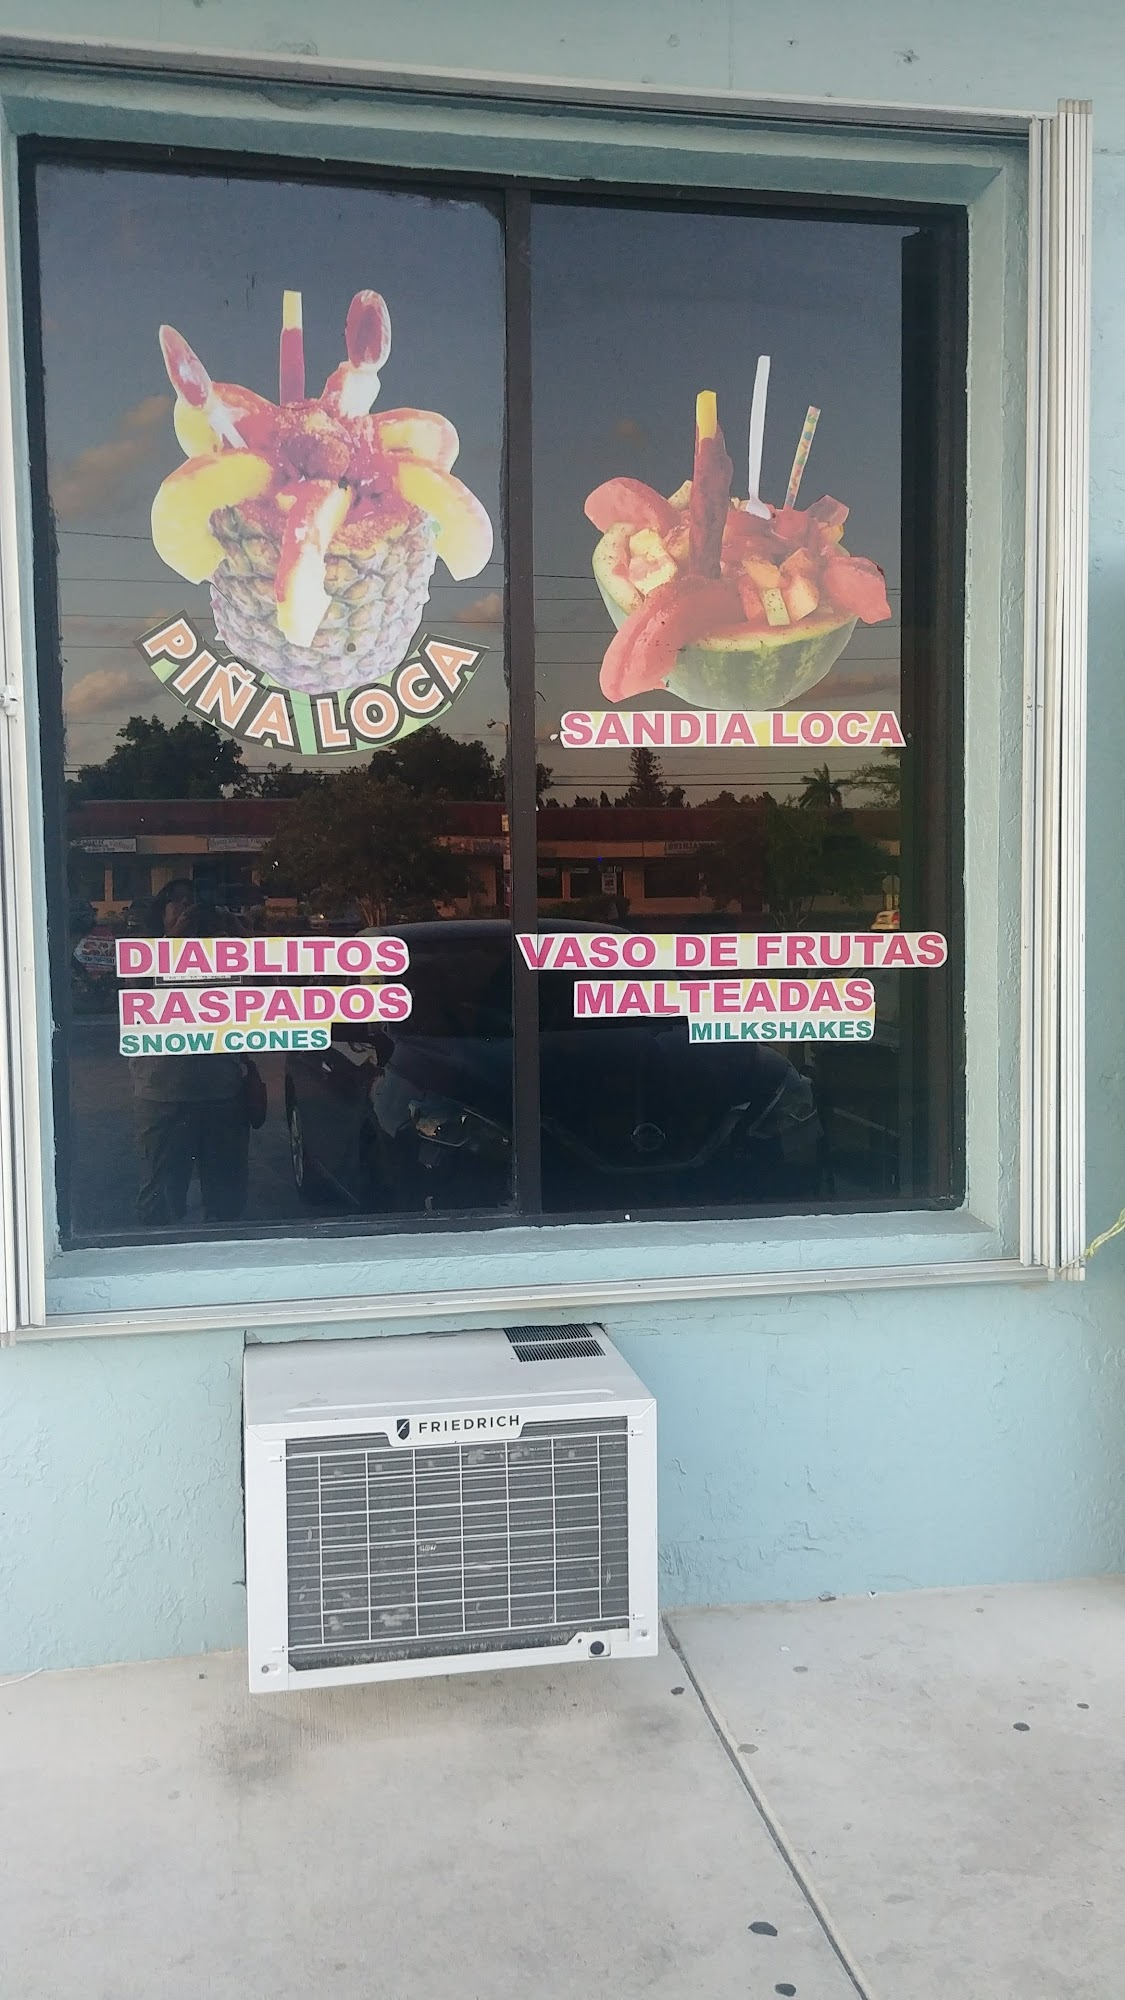 PIÑA LOCA
SANDIA LOCA
DIABLITOS
RASPADOS
SNOW CONES
VASO DE FRUTAS
MALTEADAS
MILKSHAKES
FRIEDRICH